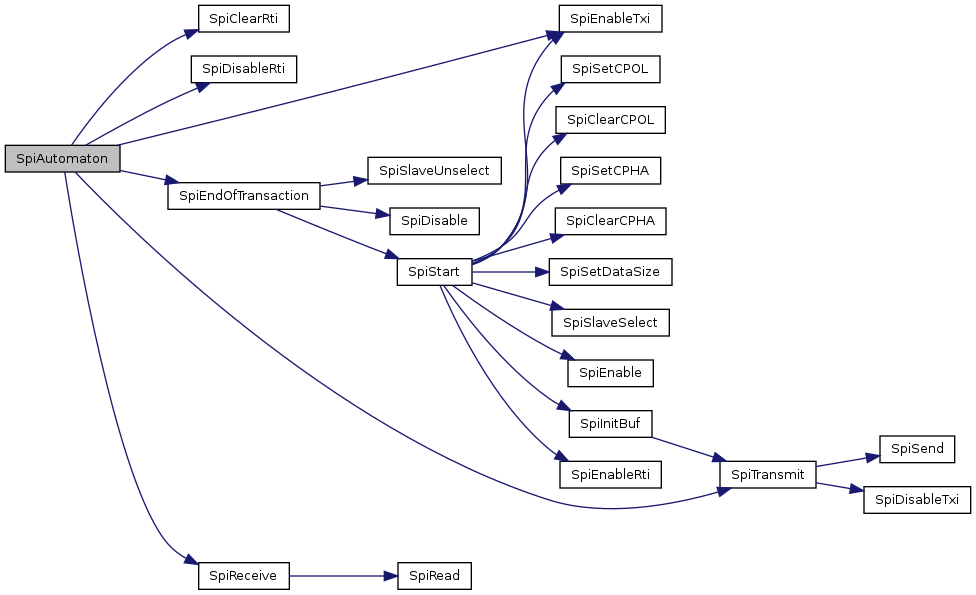 SpiClearRti
SpiEnableTxi
SpiDisableRti
SpiSetCPOL
SpiClearCPOL
SpiAutomaton
SpiSlaveUnselect
SpiSetCPHA
SpiEndOfTransaction
SpiDisable
SpiClearCPHA
SpiStart
SpiSetDataSize
SpiSlaveSelect
SpiEnable
SpiInitBuf
SpiSend
SpiEnableRti
SpiTransmit
SpiDisableTxi
SpiReceive
SpiRead